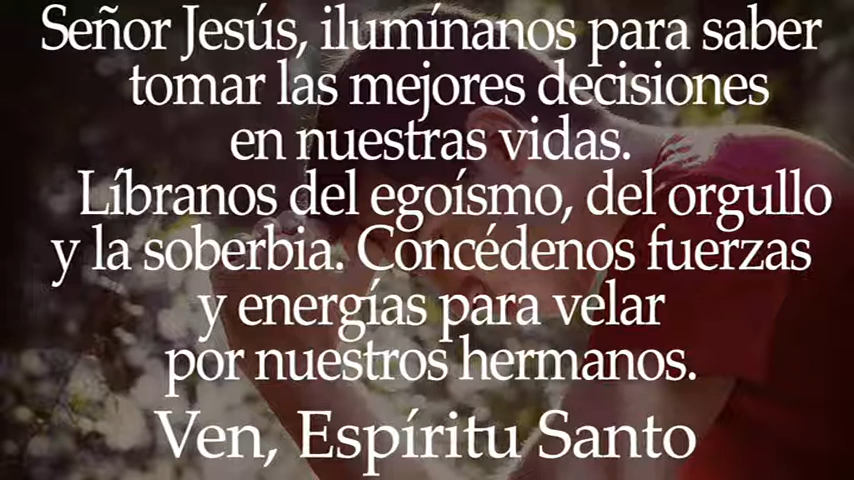 Señor Jesús, ilumínanos para saber
tomar las mejores decisiones
en nuestras vidas.
Líbranos del egoísmo, del orgullo
y la soberbia. Concédenos fuerzas
y energías para velar
por nuestros hermanos.
Ven, Espíritu Santo